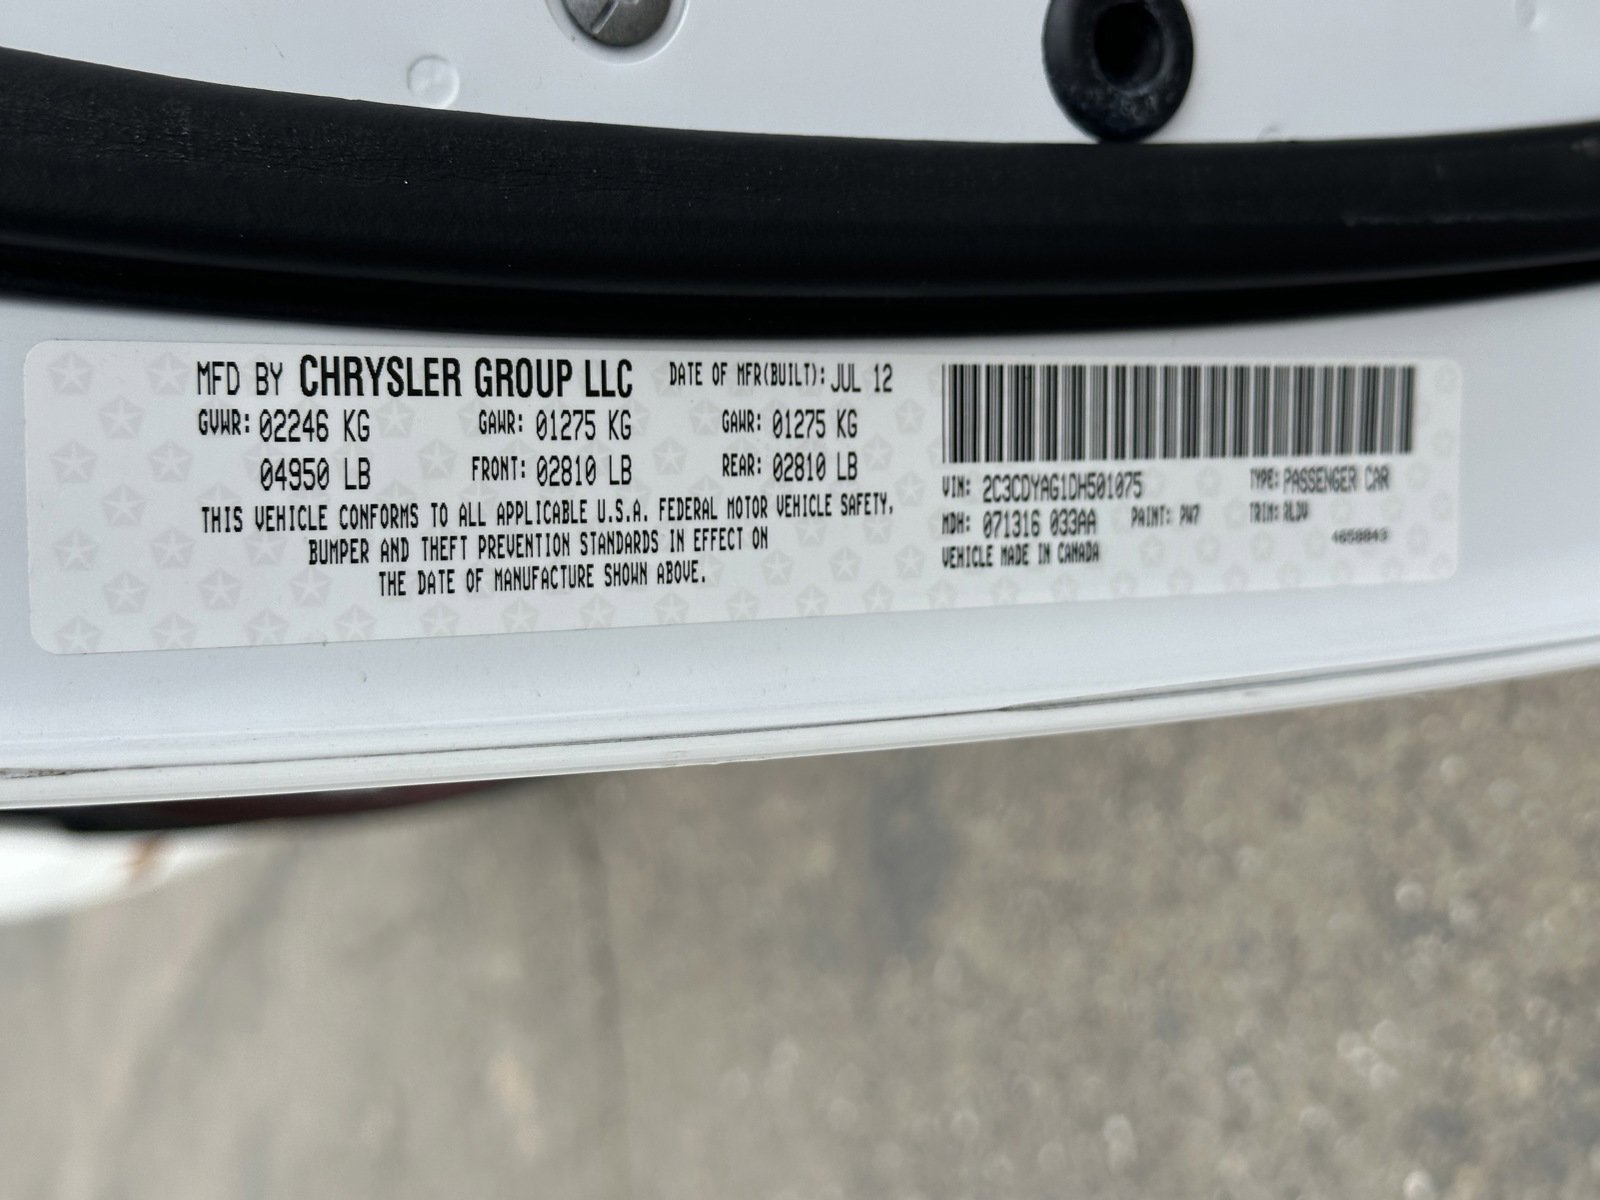 MFD BY CHRYSLER GROUP LLC DATE OF MFR(BUILT): JUL 12
GVWR: 02246 KG GAWR: 01275 KG GAWR: 01275 KG
04950 LB FRONT: 02810 LB REAR: 02810 LB
THIS VEHICLE CONFORMS TO ALL APPLICABLE U.S.A. FEDERAL MOTOR VEHICLE SAFETY,
BUMPER AND THEFT PREVENTION STANDARDS IN EFFECT ON
THE DATE OF MANUFACTURE SHOWN ABOVE.
VIN: 2C3CDYAG1DH501075 TYPE: PASSENGER CAR
MDH: 071316 033AA PAINT: PW7 TRIM: RLDV
VEHICLE MADE IN CANADA